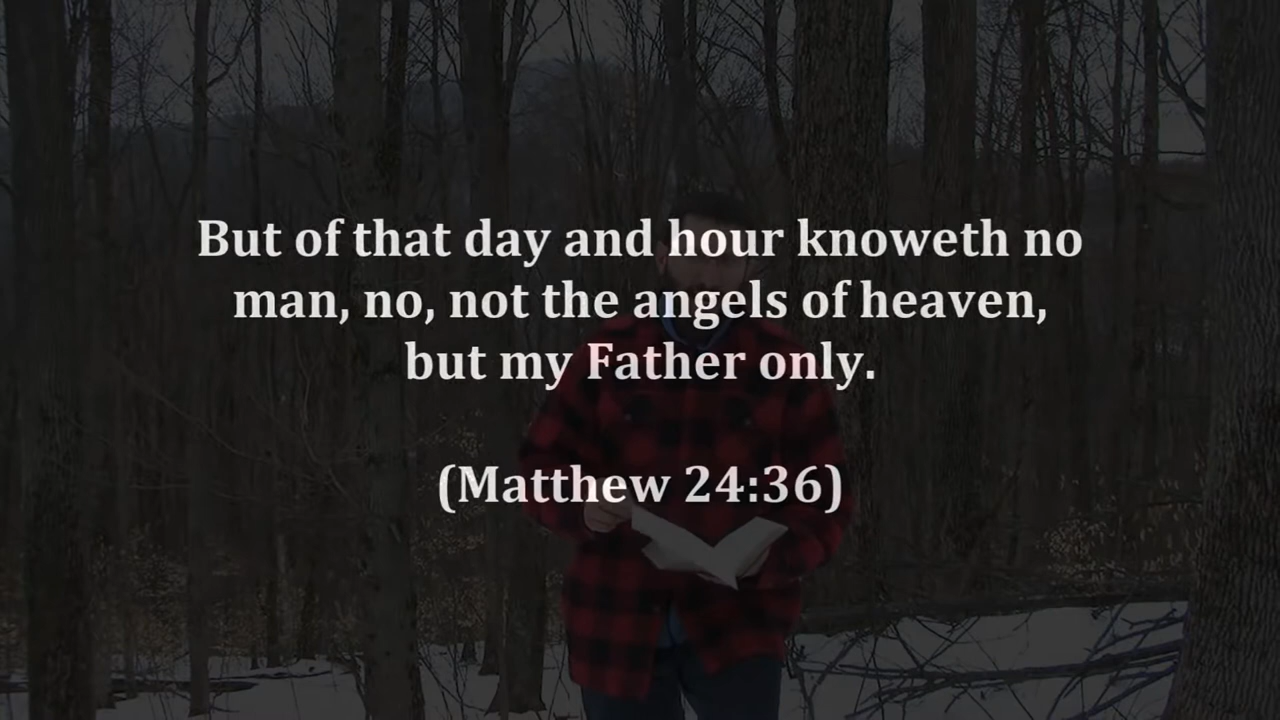 But of that day and hour knoweth no
man, no, not the angels of heaven,
but my Father only.
(Matthew 24:36)